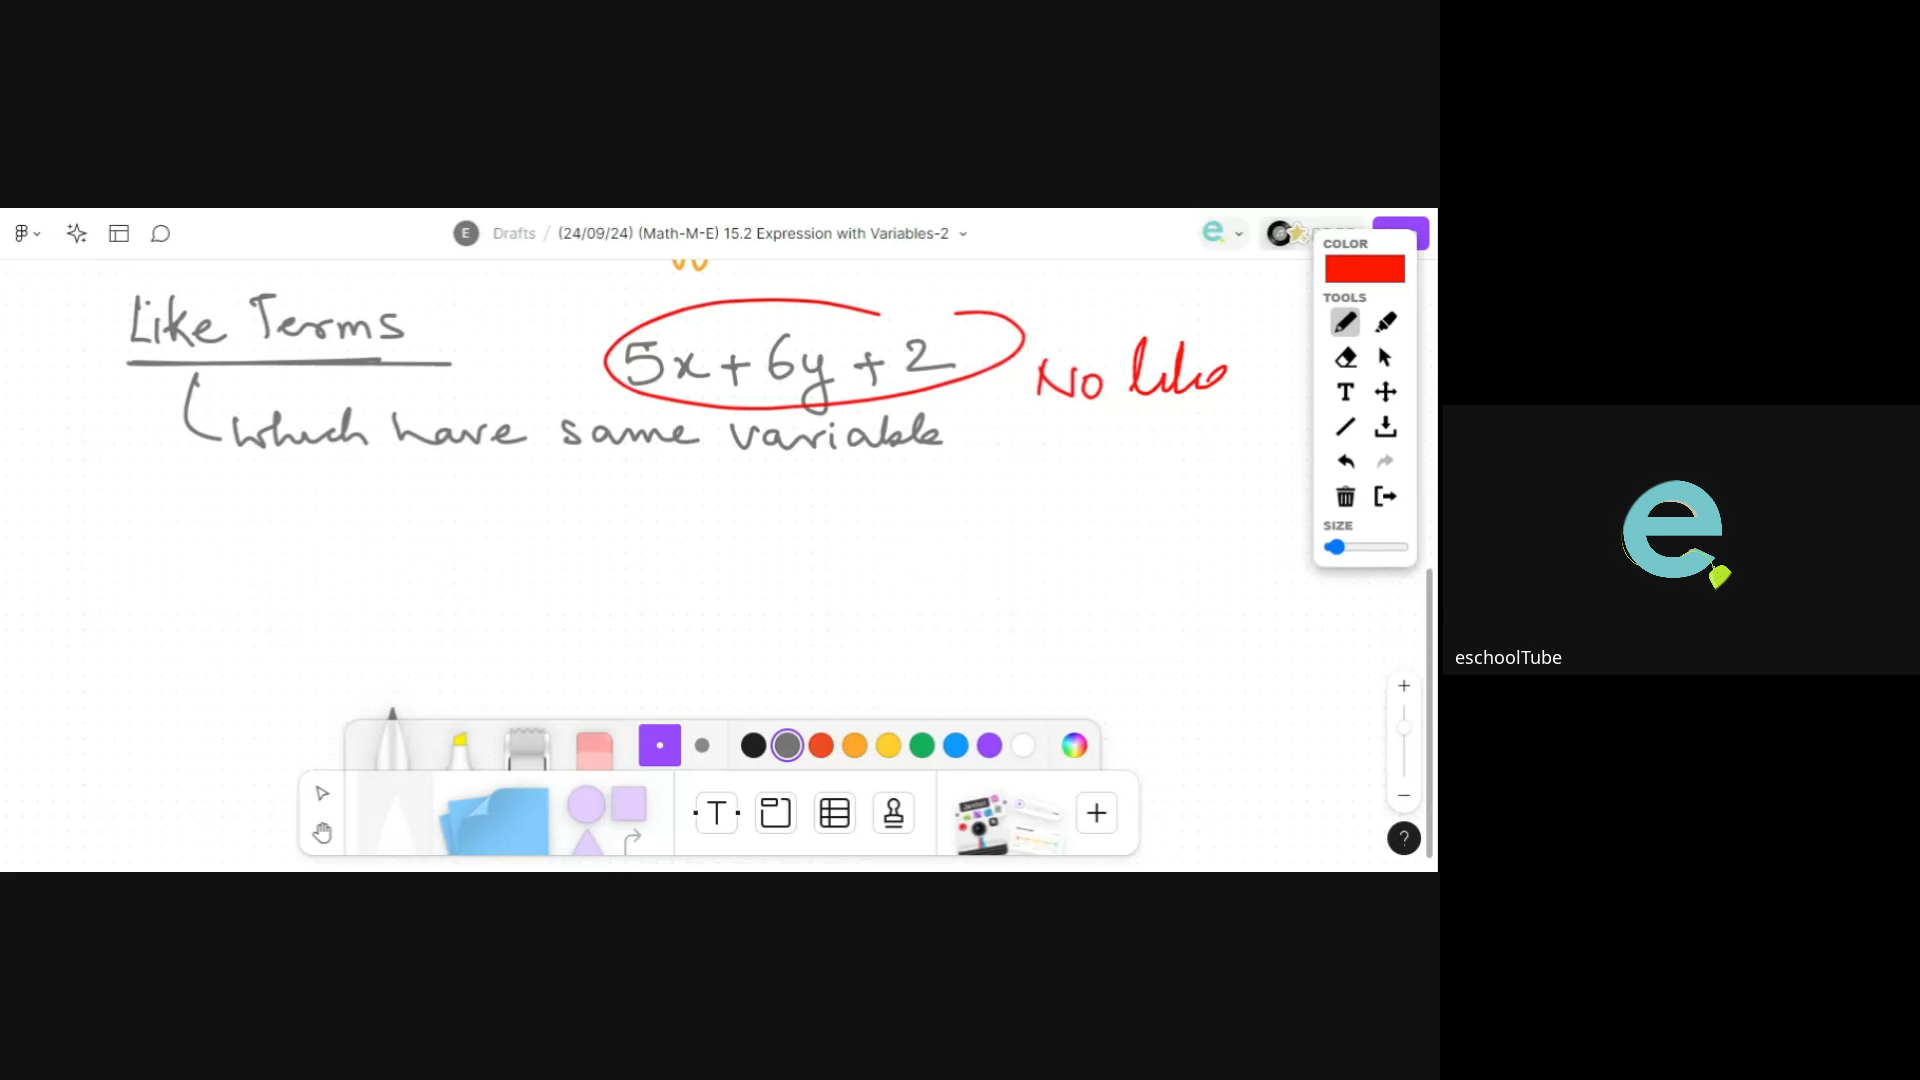 E Drafts / (24/09/24) (Math-M-E) 15.2 Expression with Variables-2
COLOR
TOOLS
T
SIZE
Like Terms
5x+6y+2
No like
which have same variable
eschoolTube
T
?